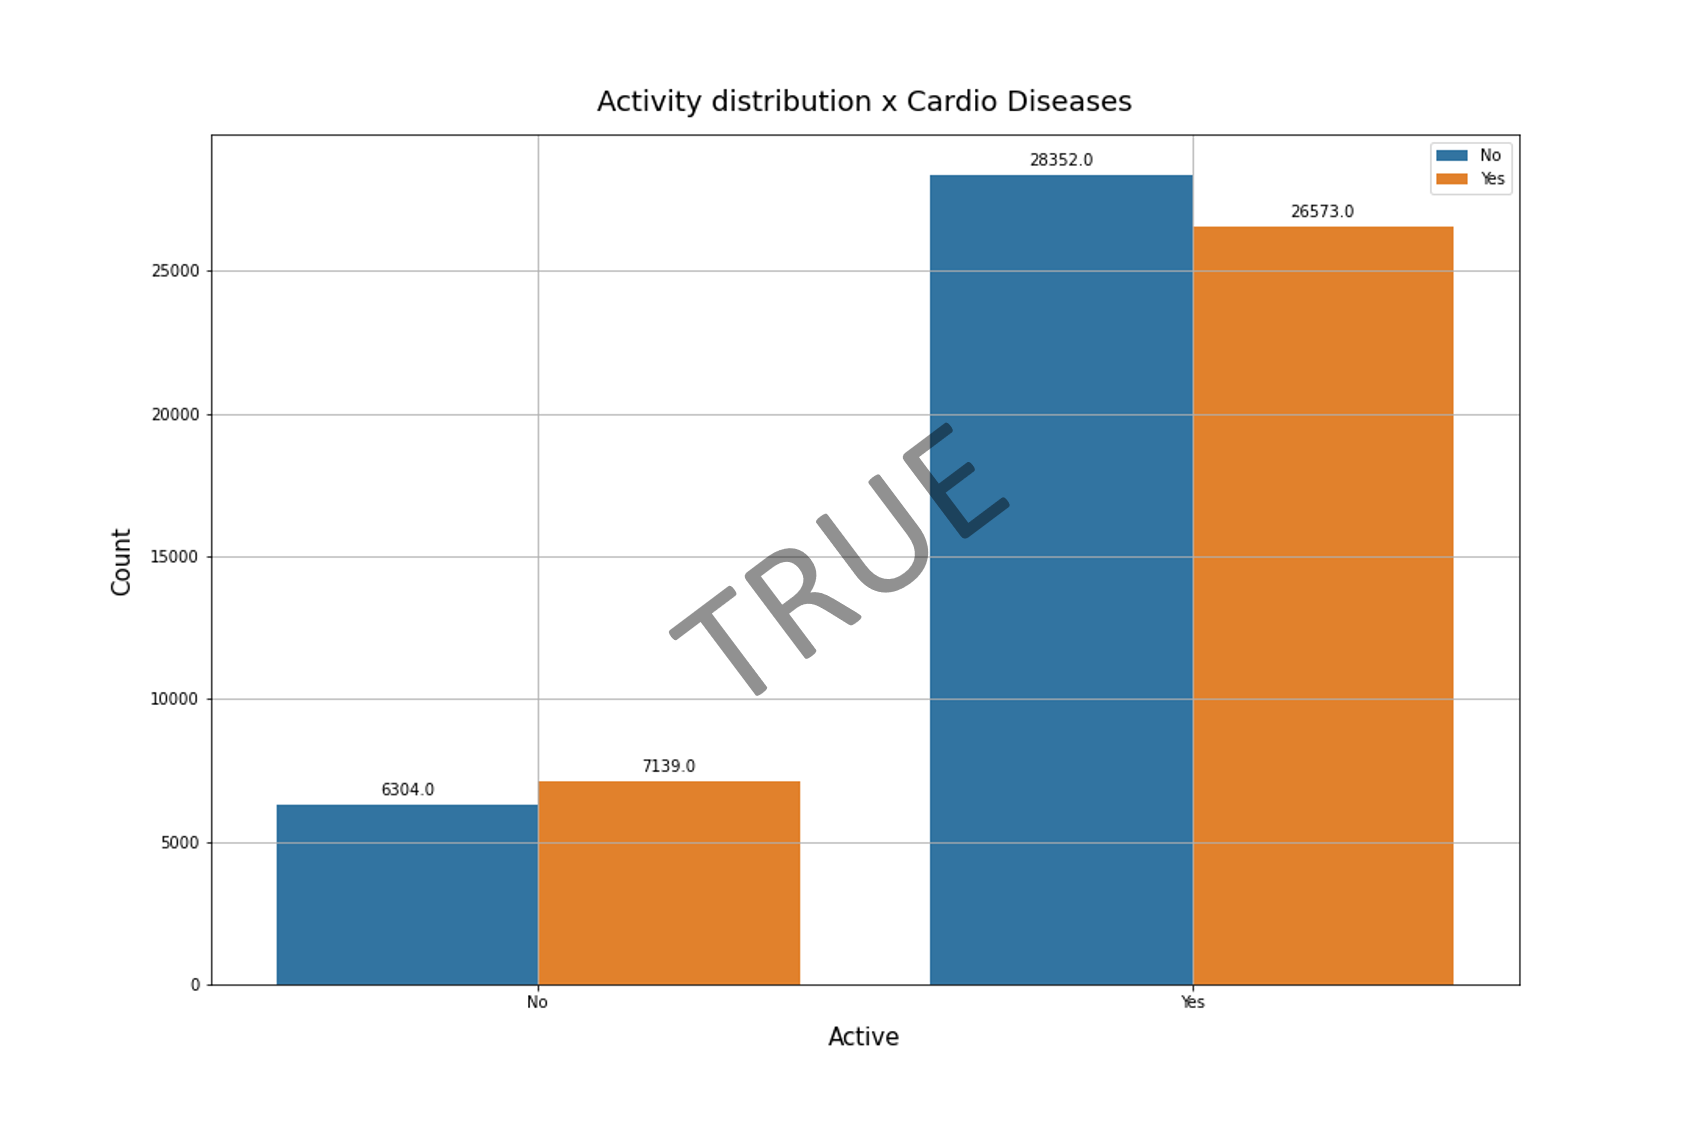 Activity distribution x Cardio Diseases
No
Yes
28352.0
26573.0
25000
20000
15000
10000
5000
0
Count
TRUE
7139.0
6304.0
No
Yes
Active